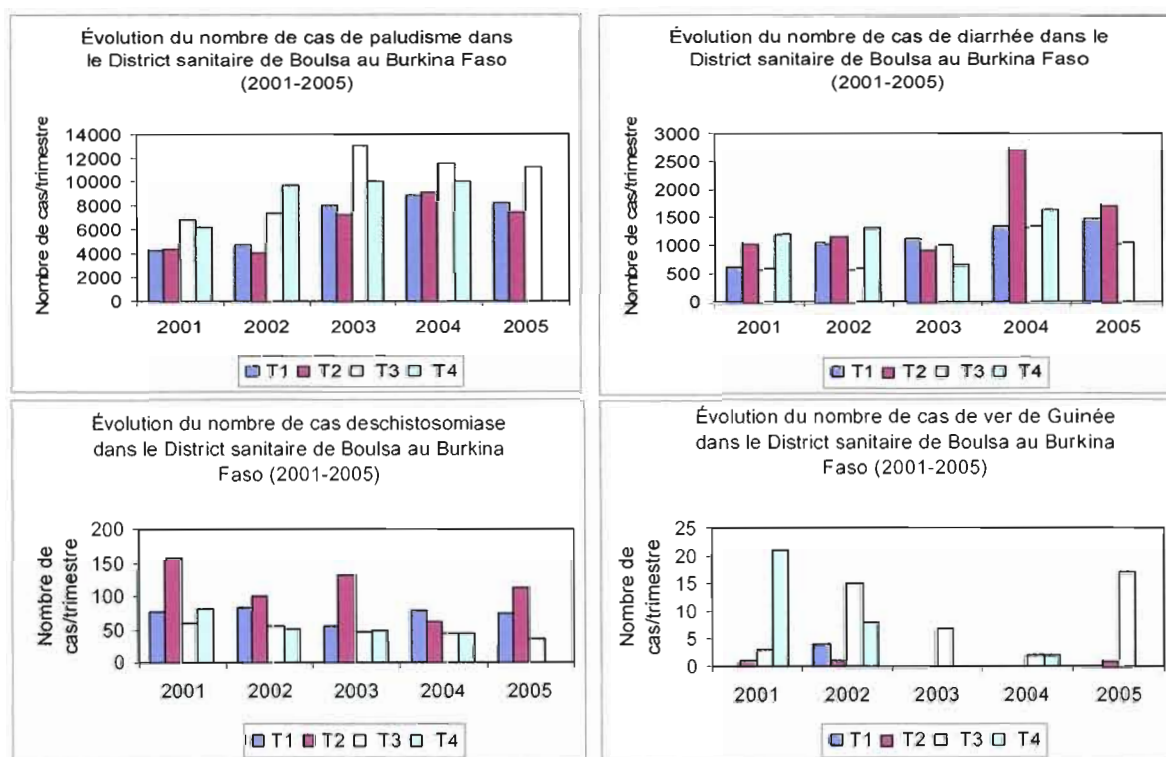 Évolution du nombre de cas de paludisme dans
le District sanitaire de Boulsa au Burkina Faso
(2001-2005)
Nombre de cas/trimestre
14000
12000
10000
8000
6000
4000
2000
0
2001 2002 2003 2004 2005
T1 T2 T3 T4
Évolution du nombre de cas de diarrhée dans le
District sanitaire de Boulsa au Burkina Faso
(2001-2005)
Nombre de cas/trimestre
3000
2500
2000
1500
1000
500
0
2001 2002 2003 2004 2005
T1 T2 T3 T4
Évolution du nombre de cas deschistosomiase
dans le District sanitaire de Boulsa au Burkina
Faso (2001-2005)
Nombre de
cas/trimestre
200
150
100
50
0
2001 2002 2003 2004 2005
T1 T2 T3 T4
Évolution du nombre de cas de ver de Guinée
dans le District sanitaire de Boulsa au Burkina
Faso (2001-2005)
Nombre de
cas/trimestre
25
20
15
10
5
0
2001 2002 2003 2004 2005
T1 T2 T3 T4